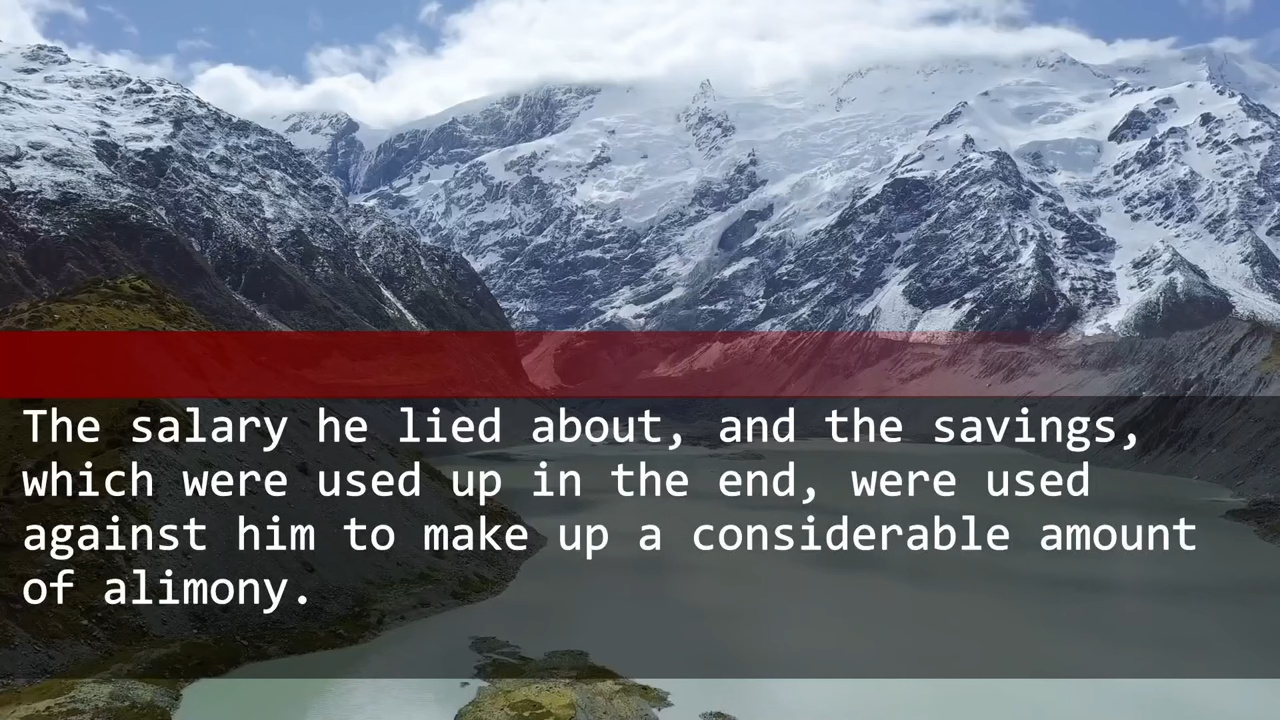 The salary he lied about, and the savings,
which were used up in the end, were used
against him to make up a considerable amount
of alimony.